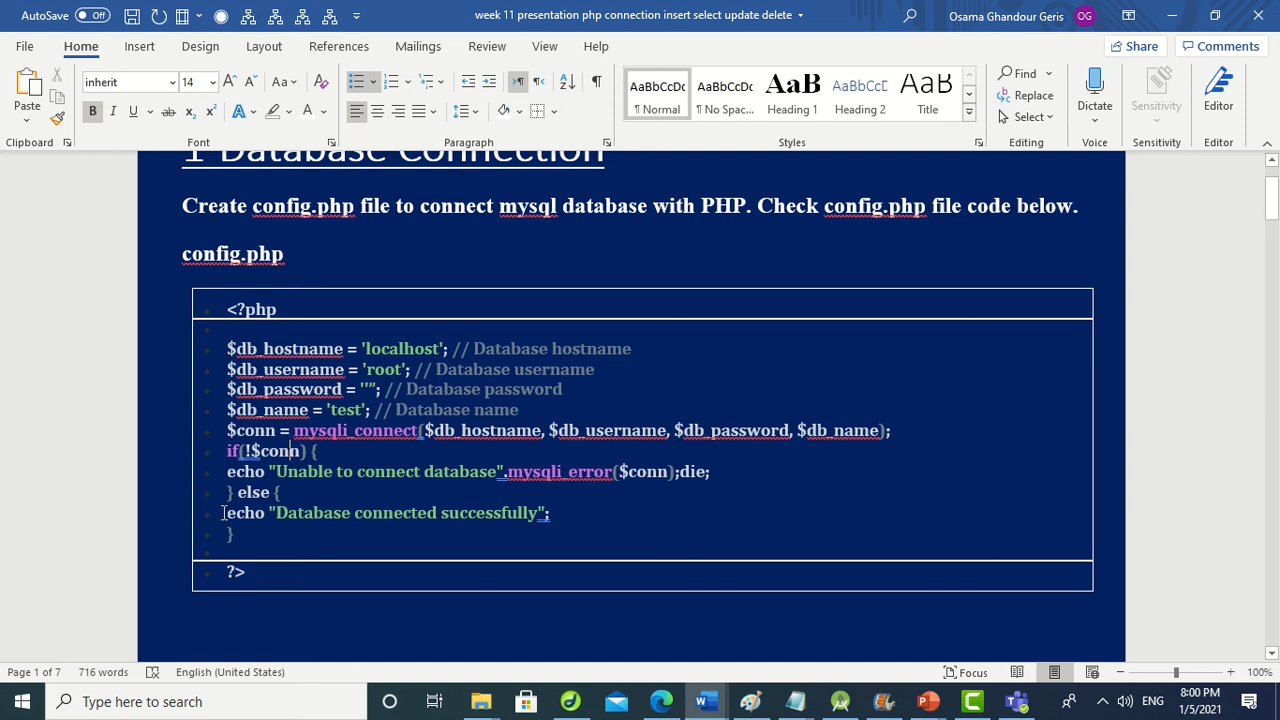 AutoSave Off
week 11 presentation php connection insert select update delete
Osama Ghandour Geris OG
File Home Insert Design Layout References Mailings Review View Help Share Comments
Paste
Clipboard
inherit 14 Aa
B I U ab x₂ x² A A
Font
Paragraph
AaBbCcDc AaBbCcDc AaB AaBbCcDc AaB
Normal No Spac... Heading 1 Heading 2 Title
Styles
Find
Replace
Select
Editing
Dictate
Voice
Sensitivity
Sensitivity
Editor
Editor
1 Database Connection
Create config.php file to connect mysql database with PHP. Check config.php file code below.
config.php
<?php
$db_hostname = 'localhost'; // Database hostname
$db_username = 'root'; // Database username
$db_password = ''”; // Database password
$db_name = 'test'; // Database name
$conn = mysqli_connect($db_hostname, $db_username, $db_password, $db_name);
if(!$conn) {
echo "Unable to connect database".mysqli_error($conn);die;
} else {
echo "Database connected successfully";
}
?>
Page 1 of 7 716 words English (United States) Focus 100%
Type here to search
ENG
8:00 PM
1/5/2021